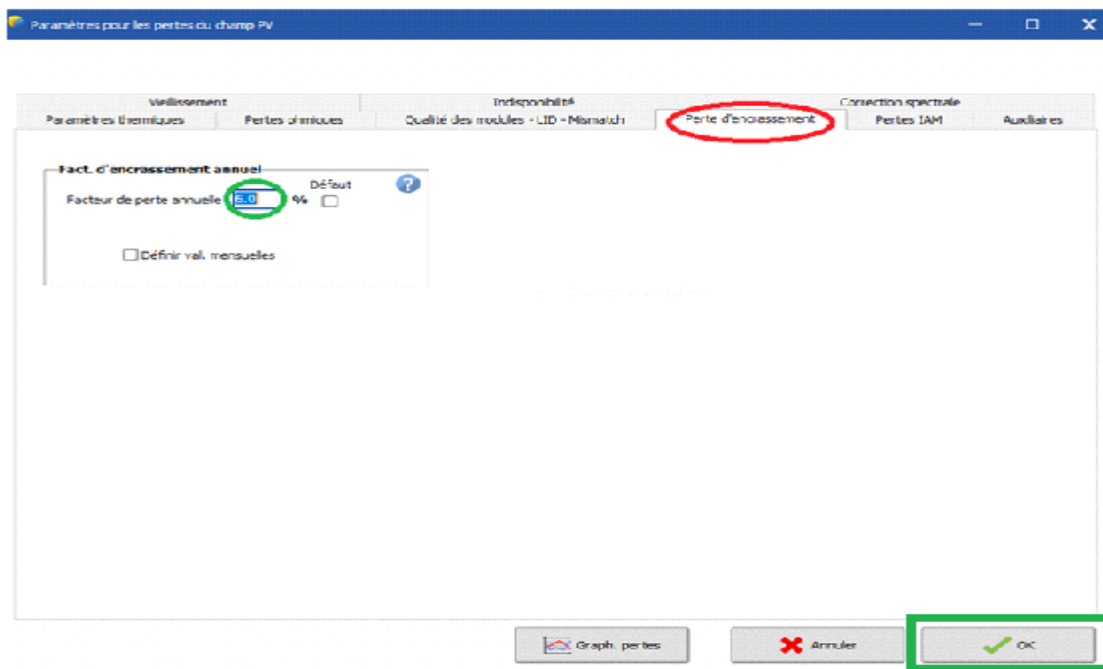 Paramètres pour les pertes du champ PV
Vieillissement Indisponibilité Correction spectrale
Paramètres thermiques Pertes ohmiques Qualité des modules - LID - Mismatch Perte d'encrassement Pertes IAM Auxiliaires
Fact. d'encrassement annuel
Défaut
Facteur de perte annuelle %
Définir val. mensuelles
Graph. pertes Annuler OK